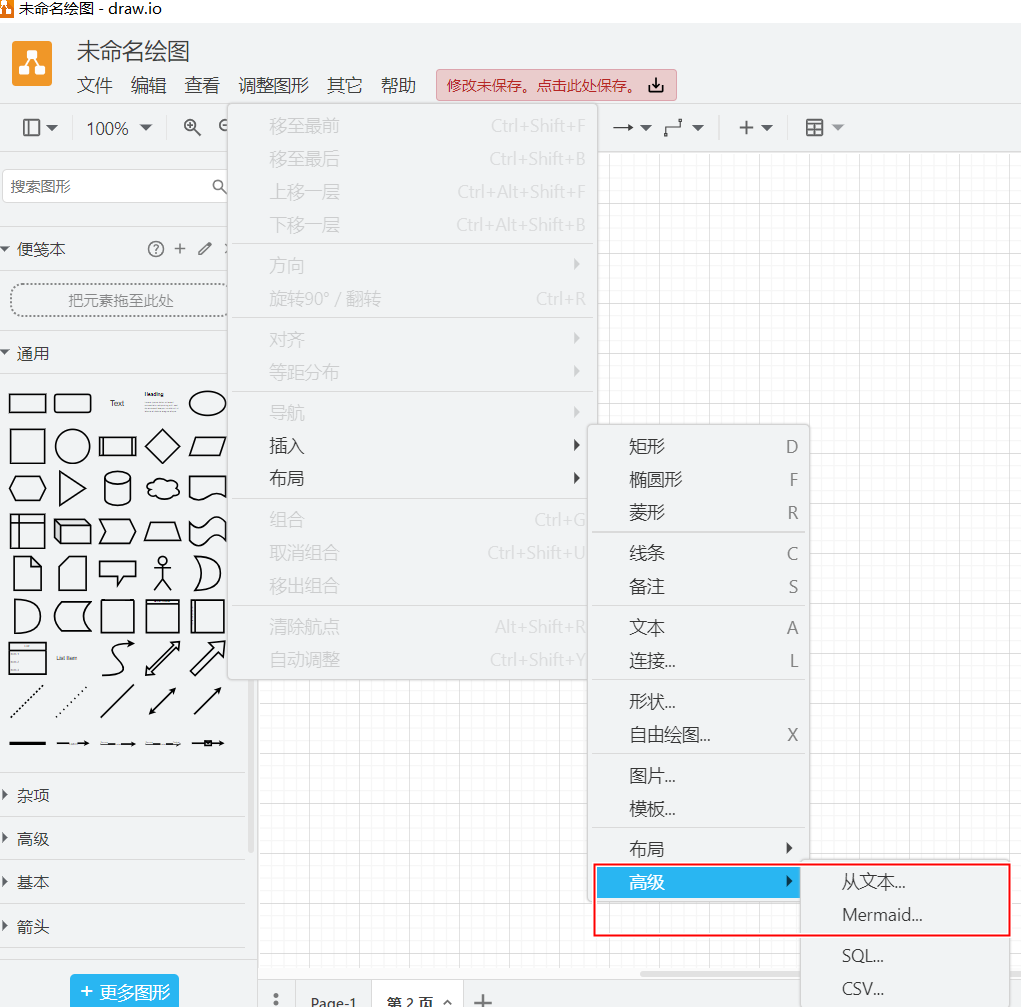 未命名绘图 - draw.io
未命名绘图
文件 编辑 查看 调整图形 其它 帮助 修改未保存。点击此处保存。
100%
移至最前 Ctrl+Shift+F
移至最后 Ctrl+Shift+B
上移一层 Ctrl+Alt+Shift+F
下移一层 Ctrl+Alt+Shift+B
方向
旋转90° / 翻转 Ctrl+R
对齐
等距分布
导航
插入
布局
组合 Ctrl+G
取消组合 Ctrl+Shift+U
移出组合
清除航点 Alt+Shift+R
自动调整 Ctrl+Shift+Y
搜索图形
便笺本
把元素拖至此处
通用
Text
Heading
List Item
杂项
高级
基本
箭头
+ 更多图形
矩形 D
椭圆形 F
菱形 R
线条 C
备注 S
文本 A
连接... L
形状...
自由绘图... X
图片...
模板...
布局
高级
从文本...
Mermaid...
SQL...
CSV...
Page-1 第 2 页